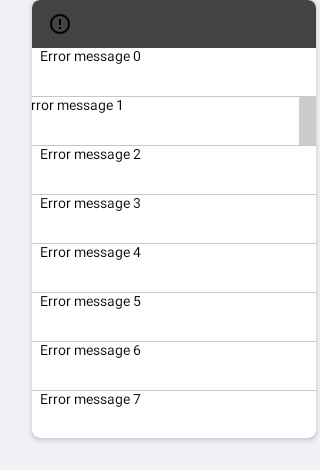 Error message 0
rror message 1
Error message 2
Error message 3
Error message 4
Error message 5
Error message 6
Error message 7